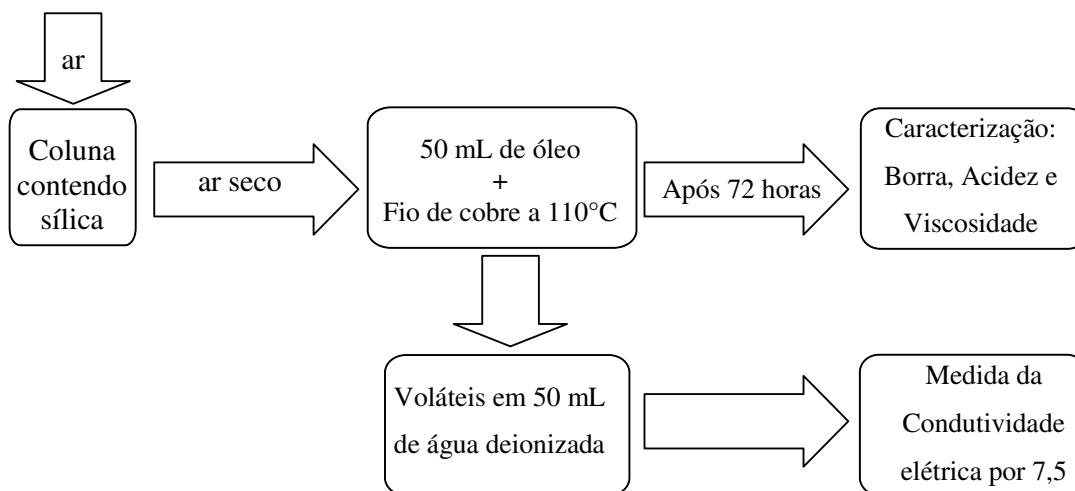 ar
Coluna
contendo
sílica
ar seco
50 mL de óleo
+
Fio de cobre a 110°C
Após 72 horas
Caracterização:
Borra, Acidez e
Viscosidade
Voláteis em 50 mL
de água deionizada
Medida da
Condutividade
elétrica por 7,5